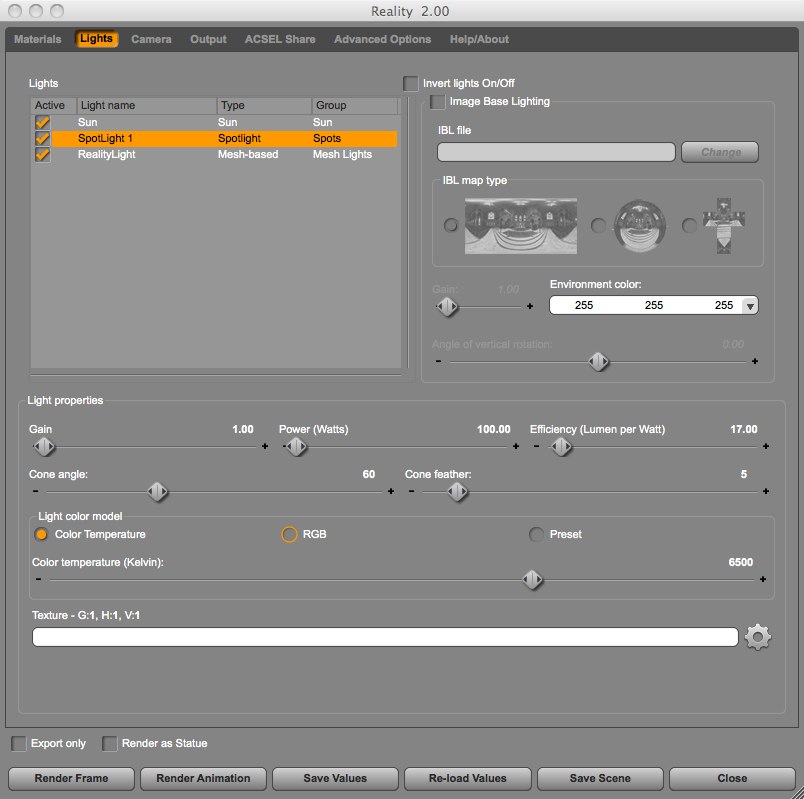 Reality 2.00
Materials Lights Camera Output ACSEL Share Advanced Options Help/About
Lights
Invert lights On/Off
Active Light name Type Group
Sun Sun Sun
SpotLight 1 Spotlight Spots
RealityLight Mesh-based Mesh Lights
Image Base Lighting
IBL file
Change
IBL map type
Gain: 1.00
- +
Environment color:
255 255 255
Angle of vertical rotation: 0.00
- +
Light properties
Gain 1.00 Power (Watts) 100.00 Efficiency (Lumen per Watt) 17.00
- + - + - +
Cone angle: 60 Cone feather: 5
- + - +
Light color model
Color Temperature RGB Preset
Color temperature (Kelvin): 6500
- +
Texture - G:1, H:1, V:1
Export only Render as Statue
Render Frame Render Animation Save Values Re-load Values Save Scene Close